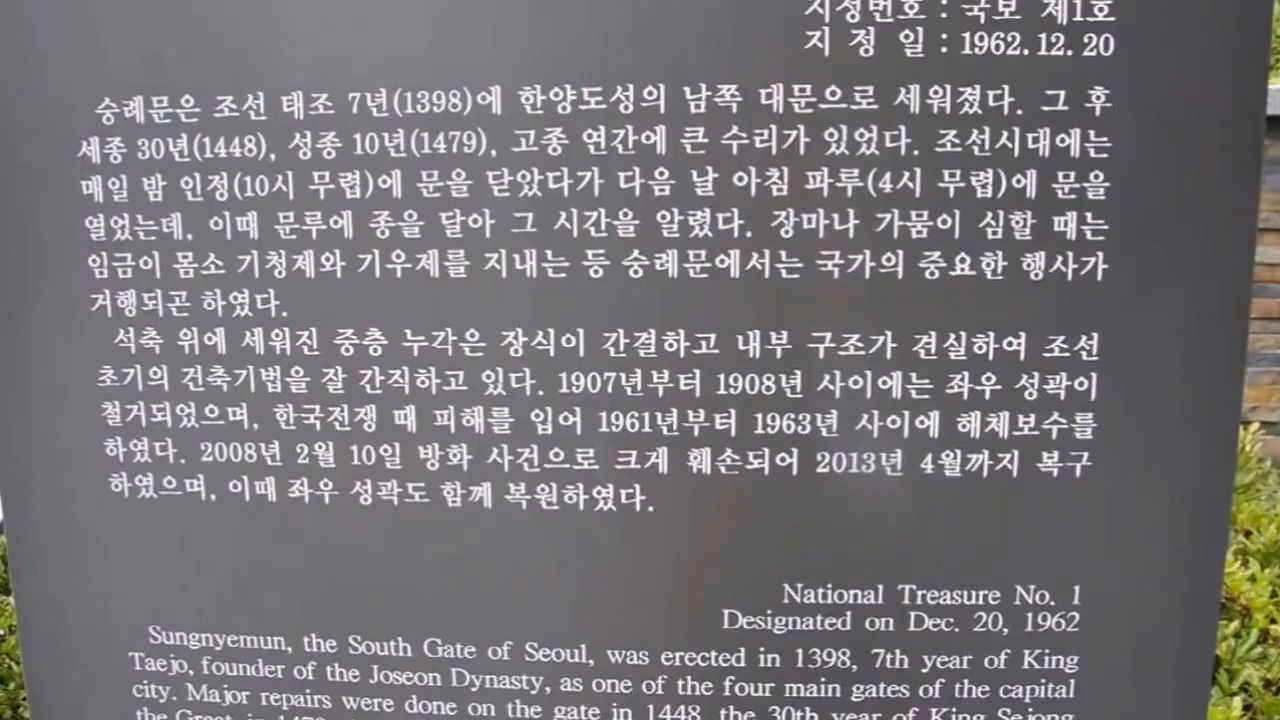 지정번호 : 국보 제1호
지 정 일 : 1962. 12. 20
숭례문은 조선 태조 7년(1398)에 한양도성의 남쪽 대문으로 세워졌다. 그 후
세종 30년(1448), 성종 10년(1479), 고종 연간에 큰 수리가 있었다. 조선시대에는
매일 밤 인정(10시 무렵)에 문을 닫았다가 다음 날 아침 파루(4시 무렵)에 문을
열었는데, 이때 문루에 종을 달아 그 시간을 알렸다. 장마나 가뭄이 심할 때는
임금이 몸소 기청제와 기우제를 지내는 등 숭례문에서는 국가의 중요한 행사가
거행되곤 하였다.
석축 위에 세워진 중층 누각은 장식이 간결하고 내부 구조가 견실하여 조선
초기의 건축기법을 잘 간직하고 있다. 1907년부터 1908년 사이에는 좌우 성곽이
철거되었으며, 한국전쟁 때 피해를 입어 1961년부터 1963년 사이에 해체보수를
하였다. 2008년 2월 10일 방화 사건으로 크게 훼손되어 2013년 4월까지 복구
하였으며, 이때 좌우 성곽도 함께 복원하였다.
National Treasure No. 1
Designated on Dec. 20, 1962
Sungnyemun, the South Gate of Seoul, was erected in 1398, 7th year of King
Taejo, founder of the Joseon Dynasty, as one of the four main gates of the capital
city. Major repairs were done on the gate in 1448, the 30th year of King Sejong
the Great, in 1479,